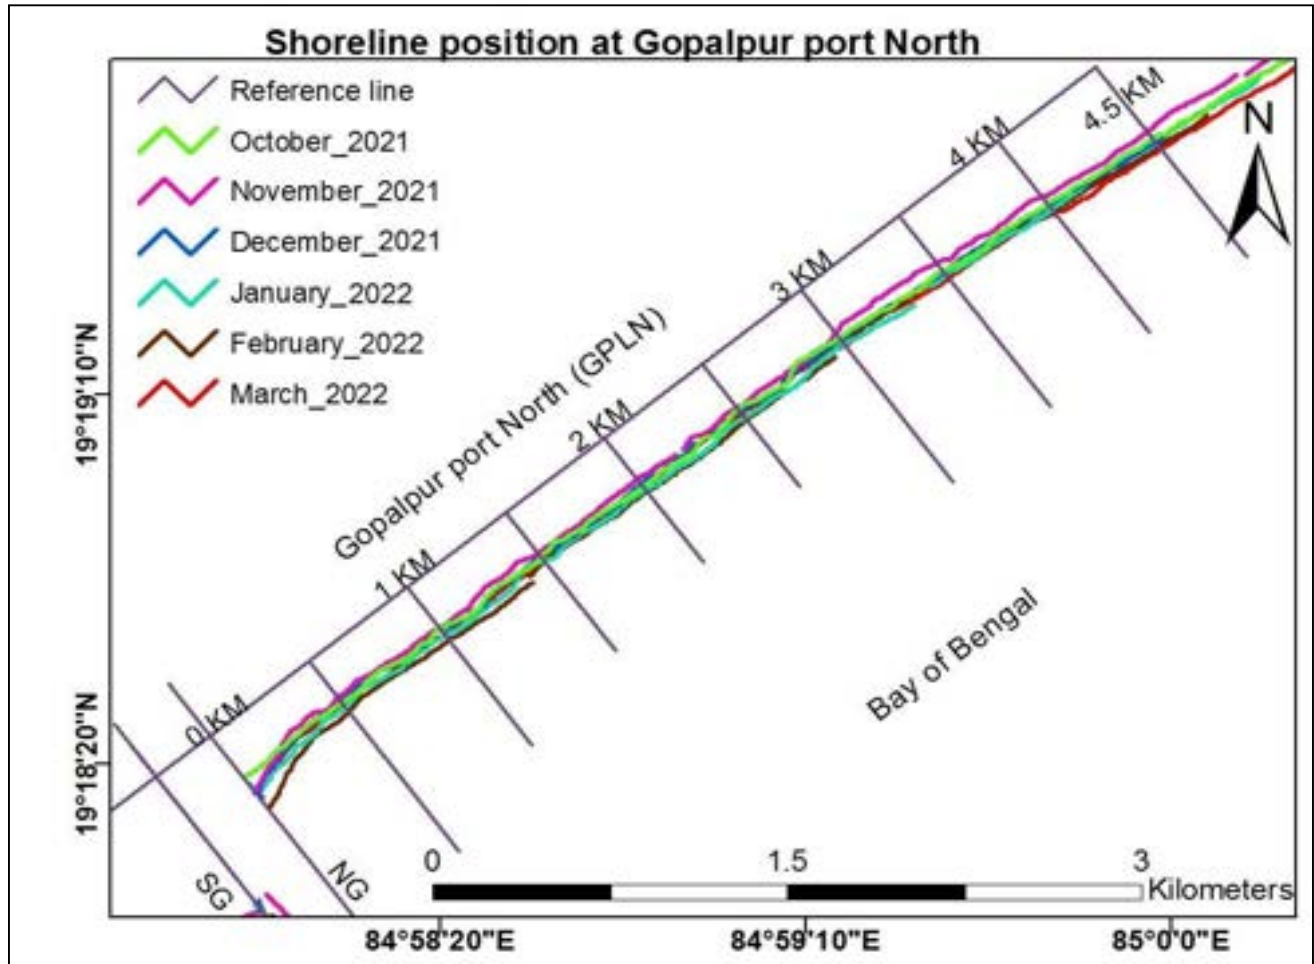 Shoreline position at Gopalpur port North
Reference line
October_2021
November_2021
December_2021
January_2022
February_2022
March_2022
4.5 KM
N
4 KM
3 KM
Gopalpur port North (GPLN)
2 KM
1 KM
0 KM
Bay of Bengal
SG
NG
19°19'10"N
19°18'20"N
0 1.5 3
Kilometers
84°58'20"E 84°59'10"E 85°0'0"E